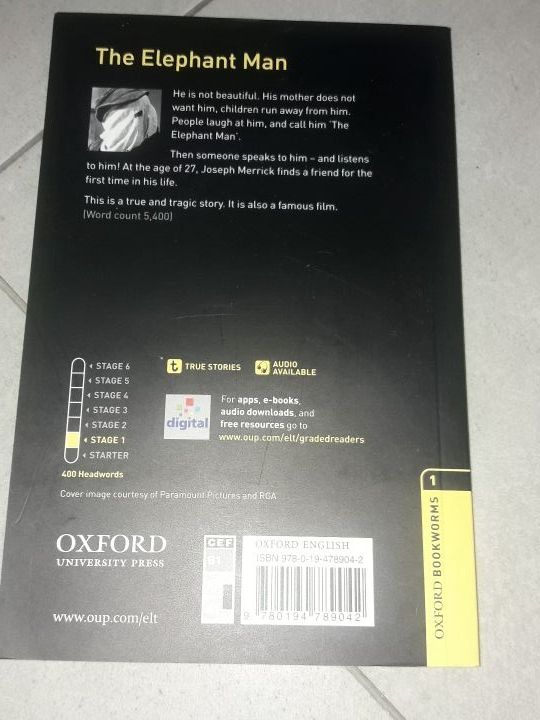 The Elephant Man
He is not beautiful. His mother does not
want him, children run away from him.
People laugh at him, and call him 'The
Elephant Man'.
Then someone speaks to him – and listens
to him! At the age of 27, Joseph Merrick finds a friend for the
first time in his life.
This is a true and tragic story. It is also a famous film.
(Word count 5,400)
STAGE 6
STAGE 5
STAGE 4
STAGE 3
STAGE 2
STAGE 1
STARTER
400 Headwords
TRUE STORIES
AUDIO
AVAILABLE
digital
For apps, e-books,
audio downloads, and
free resources go to
www.oup.com/elt/gradedreaders
Cover image courtesy of Paramount Pictures and RGA
OXFORD
UNIVERSITY PRESS
www.oup.com/elt
CEF
OXFORD ENGLISH
ISBN 978-0-19-478904-2
9 780194 789042
OXFORD BOOKWORMS 1